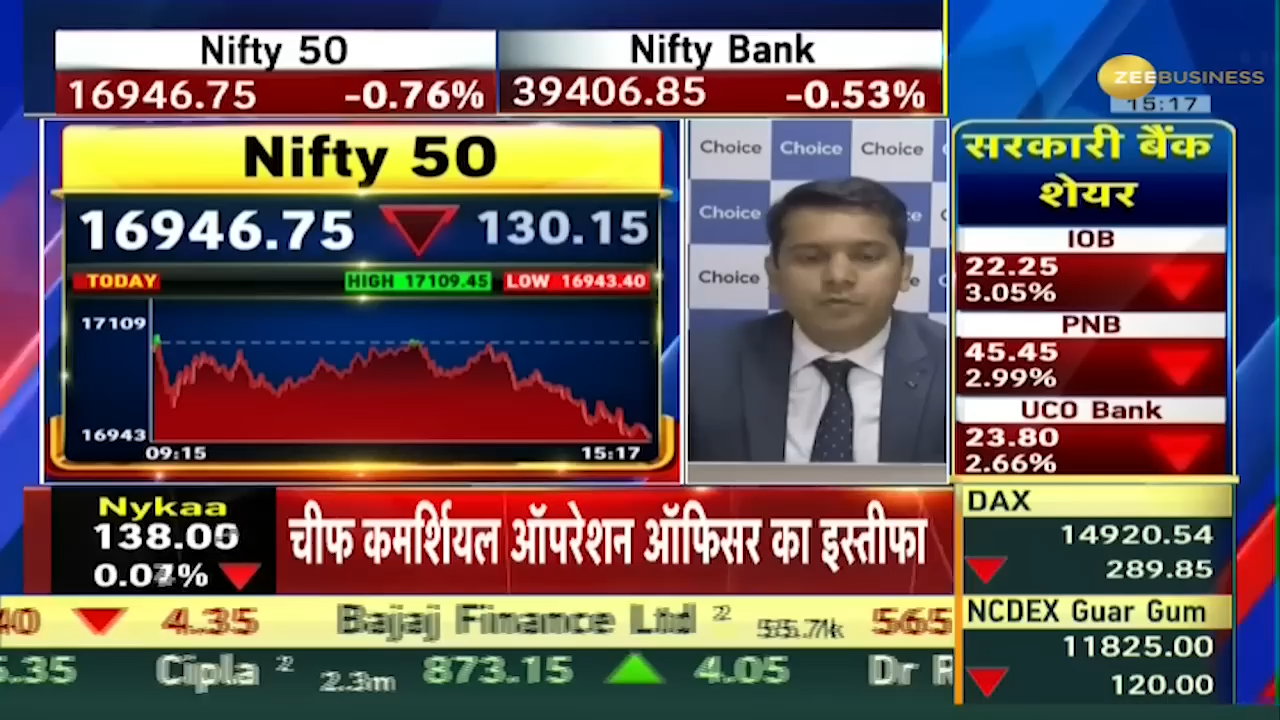 Nifty 50
16946.75 -0.76%
Nifty Bank
39406.85 -0.53%
ZEEBUSINESS
15:17
Nifty 50
16946.75 130.15
TODAY HIGH 17109.45 LOW 16943.40
17109
16943
09:15 15:17
Choice Choice Choice
Choice
Choice
सरकारी बैंक
शेयर
IOB
22.25
3.05%
PNB
45.45
2.99%
UCO Bank
23.80
2.66%
Nykaa
0.07%
चीफ कमर्शियल ऑपरेशन ऑफिसर का इस्तीफा
DAX
14920.54
289.85
NCDEX Guar Gum
11825.00
120.00
4.35 Bajaj Finance Ltd
Cipla 2.3m 873.15 4.05